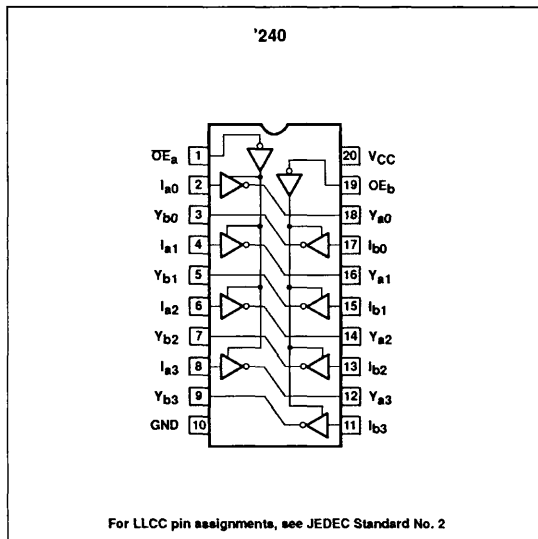 '240
O̅E̅a 1 20 VCC
Ia0 2 19 OEb
Yb0 3 18 Ya0
Ia1 4 17 Ib0
Yb1 5 16 Ya1
Ia2 6 15 Ib1
Yb2 7 14 Ya2
Ia3 8 13 Ib2
Yb3 9 12 Ya3
GND 10 11 Ib3
For LLCC pin assignments, see JEDEC Standard No. 2